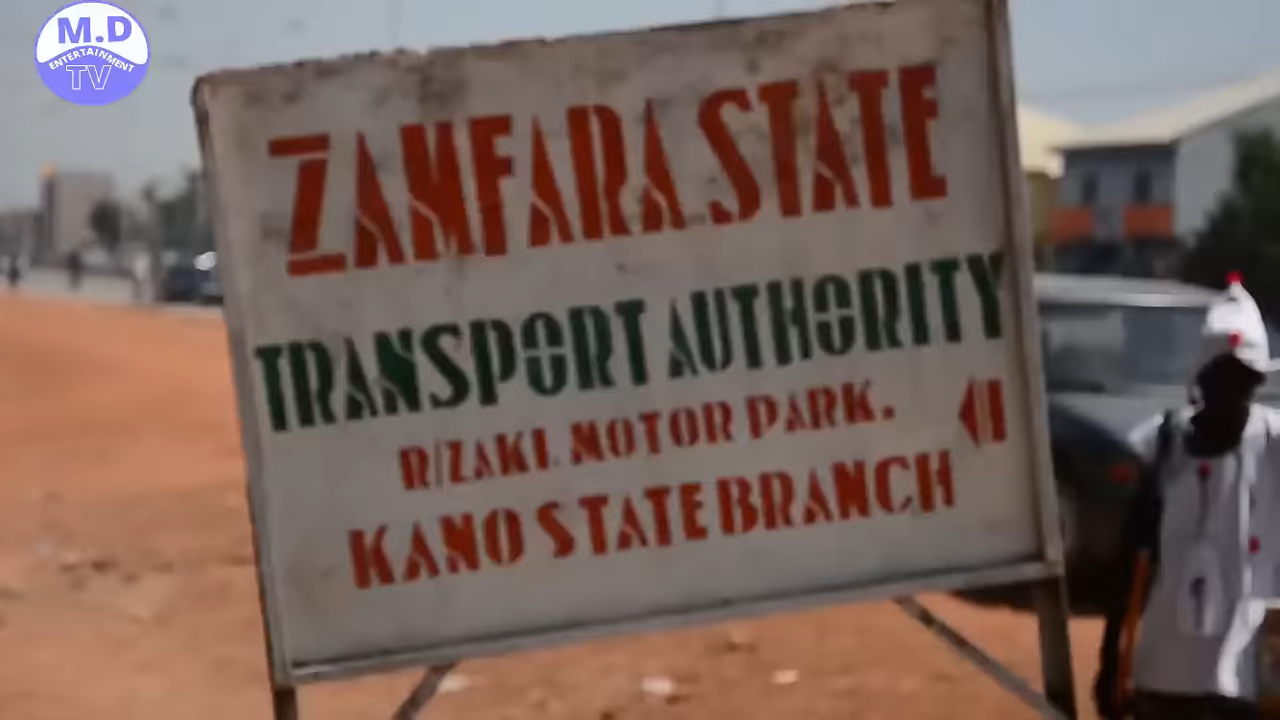 M.D
ENTERTAINMENT
TV
ZAMFARA STATE
TRANSPORT AUTHORITY
R/ZAKI. MOTOR PARK.
KANO STATE BRANCH